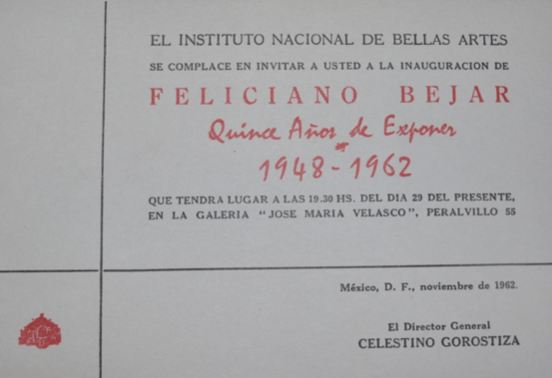 EL INSTITUTO NACIONAL DE BELLAS ARTES
SE COMPLACE EN INVITAR A USTED A LA INAUGURACION DE
FELICIANO BEJAR
Quince Años de Exponer
1948-1962
QUE TENDRA LUGAR A LAS 19.30 HS. DEL DIA 29 DEL PRESENTE,
EN LA GALERIA "JOSE MARIA VELASCO", PERALVILLO 55
México, D. F., noviembre de 1962.
El Director General
CELESTINO GOROSTIZA